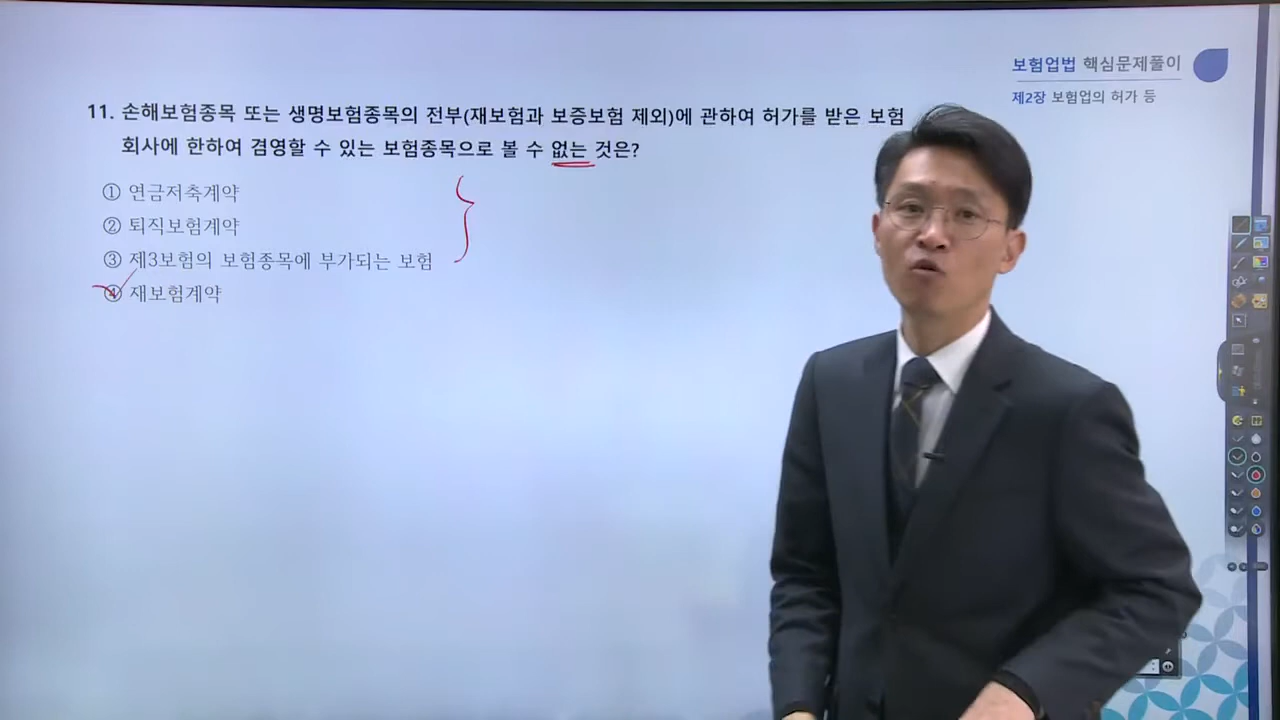 보험업법 핵심문제풀이
제2장 보험업의 허가 등
11. 손해보험종목 또는 생명보험종목의 전부(재보험과 보증보험 제외)에 관하여 허가를 받은 보험
회사에 한하여 겸영할 수 있는 보험종목으로 볼 수 없는 것은?
① 연금저축계약
② 퇴직보험계약
③ 제3보험의 보험종목에 부가되는 보험
④ 재보험계약